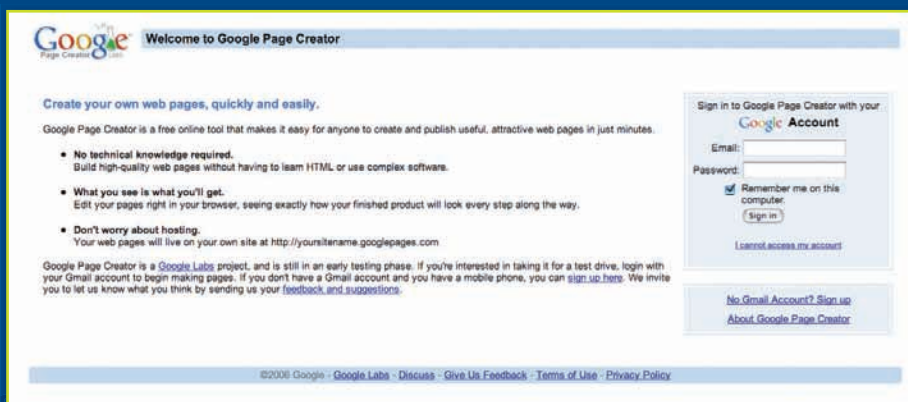 Google
Page Creator Labs
Welcome to Google Page Creator
Create your own web pages, quickly and easily.
Google Page Creator is a free online tool that makes it easy for anyone to create and publish useful, attractive web pages in just minutes.
• No technical knowledge required.
Build high-quality web pages without having to learn HTML or use complex software.
• What you see is what you'll get.
Edit your pages right in your browser, seeing exactly how your finished product will look every step along the way.
• Don't worry about hosting.
Your web pages will live on your own site at http://yoursitename.googlepages.com
Google Page Creator is a Google Labs project, and is still in an early testing phase. If you're interested in taking it for a test drive, login with
your Gmail account to begin making pages. If you don't have a Gmail account and you have a mobile phone, you can sign up here. We invite
you to let us know what you think by sending us your feedback and suggestions.
Sign in to Google Page Creator with your
Google Account
Email:
Password:
Remember me on this
computer.
Sign in
I cannot access my account
No Gmail Account? Sign up
About Google Page Creator
©2006 Google - Google Labs - Discuss - Give Us Feedback - Terms of Use - Privacy Policy